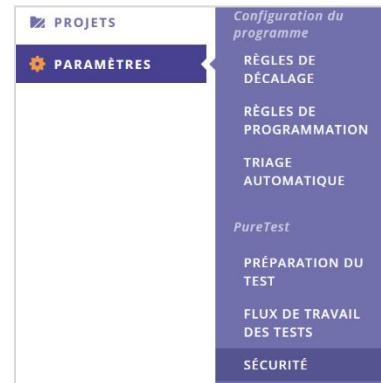 PROJETS
PARAMÈTRES
Configuration du
programme
RÈGLES DE
DÉCALAGE
RÈGLES DE
PROGRAMMATION
TRIAGE
AUTOMATIQUE
PureTest
PRÉPARATION DU
TEST
FLUX DE TRAVAIL
DES TESTS
SÉCURITÉ